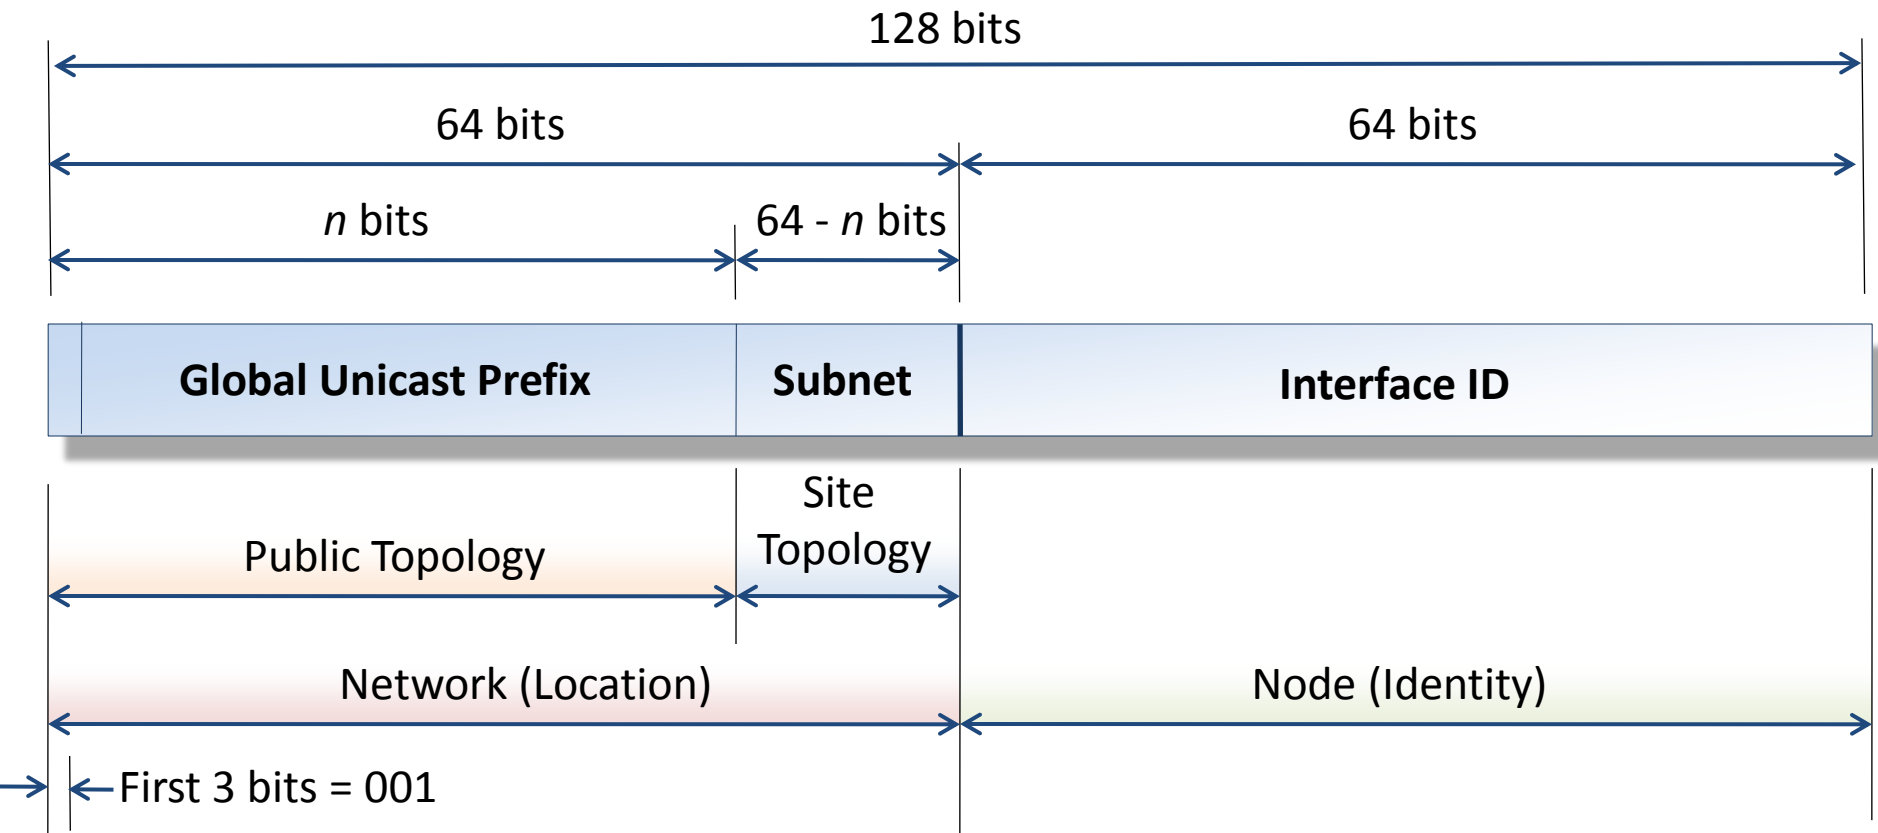 128 bits
64 bits
64 bits
n bits
64 - n bits
Global Unicast Prefix
Subnet
Interface ID
Site
Topology
Public Topology
Network (Location)
Node (Identity)
First 3 bits = 001